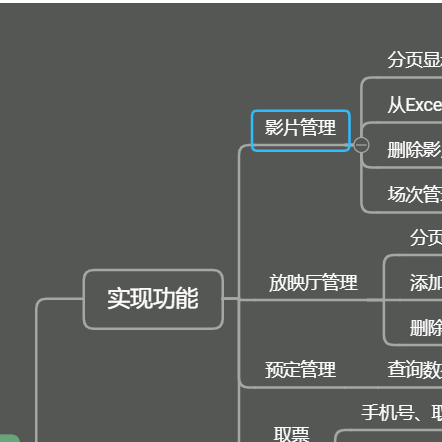 分页显
从Exce
影片管理
删除影
场次管
分页
放映厅管理
添加
实现功能
删除
预定管理
查询数
手机号、取
取票